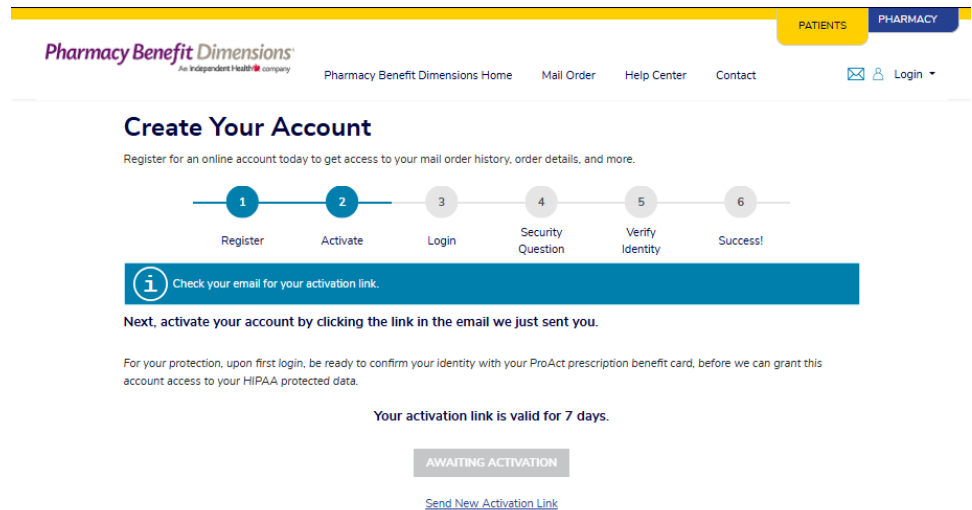 PATIENTS
PHARMACY
Pharmacy Benefit Dimensions
An Independent Health company
Pharmacy Benefit Dimensions Home Mail Order Help Center Contact Login
Create Your Account
Register for an online account today to get access to your mail order history, order details, and more.
1 2 3 4 5 6
Register Activate Login Security Question Verify Identity Success!
Check your email for your activation link.
Next, activate your account by clicking the link in the email we just sent you.
For your protection, upon first login, be ready to confirm your identity with your ProAct prescription benefit card, before we can grant this
account access to your HIPAA protected data.
Your activation link is valid for 7 days.
AWAITING ACTIVATION
Send New Activation Link